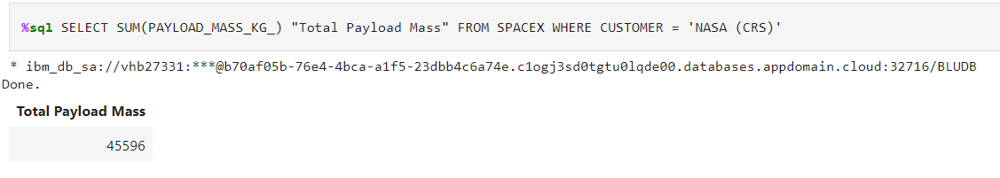 %sql SELECT SUM(PAYLOAD_MASS_KG_) "Total Payload Mass" FROM SPACEX WHERE CUSTOMER = 'NASA (CRS)'
* ibm_db_sa://vhb27331:***@b70af05b-76e4-4bca-a1f5-23dbb4c6a74e.c1ogj3sd0tgtu0lqde00.databases.appdomain.cloud:32716/BLUDB
Done.
Total Payload Mass
45596